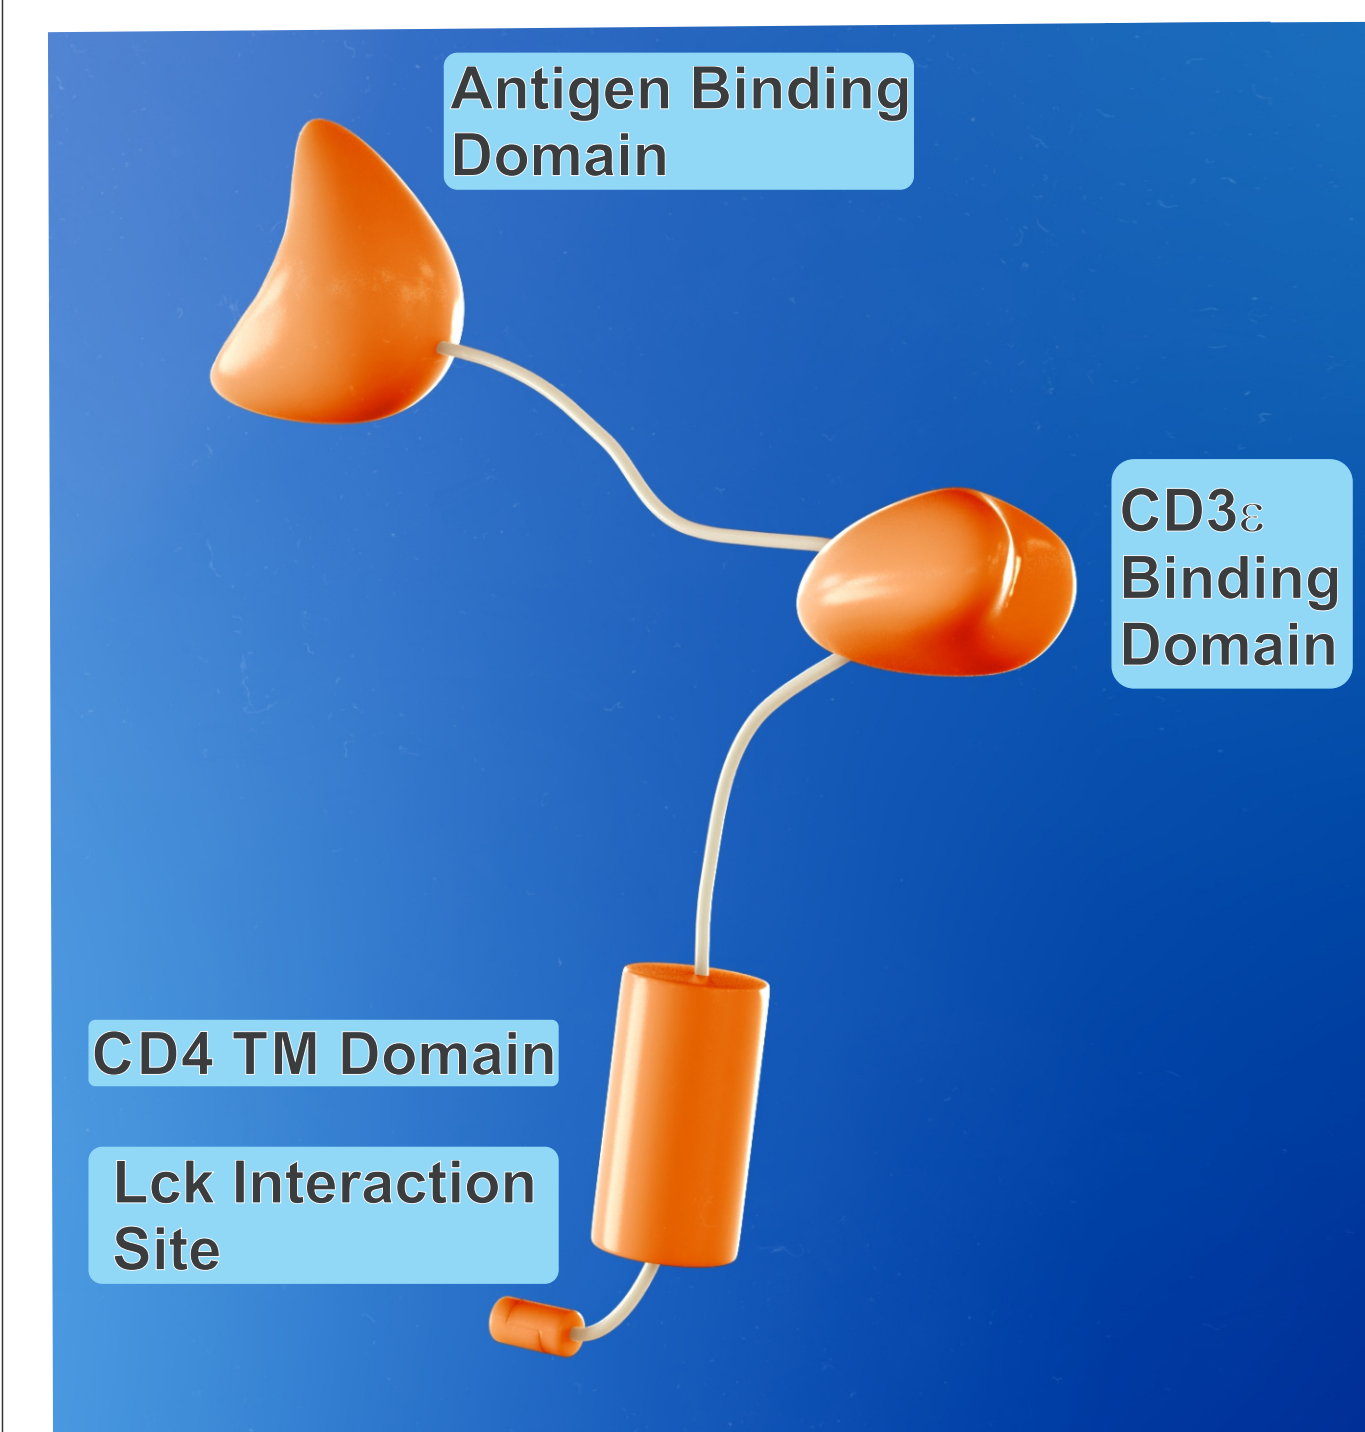 Antigen Binding
Domain
CD3ε
Binding
Domain
CD4 TM Domain
Lck Interaction
Site